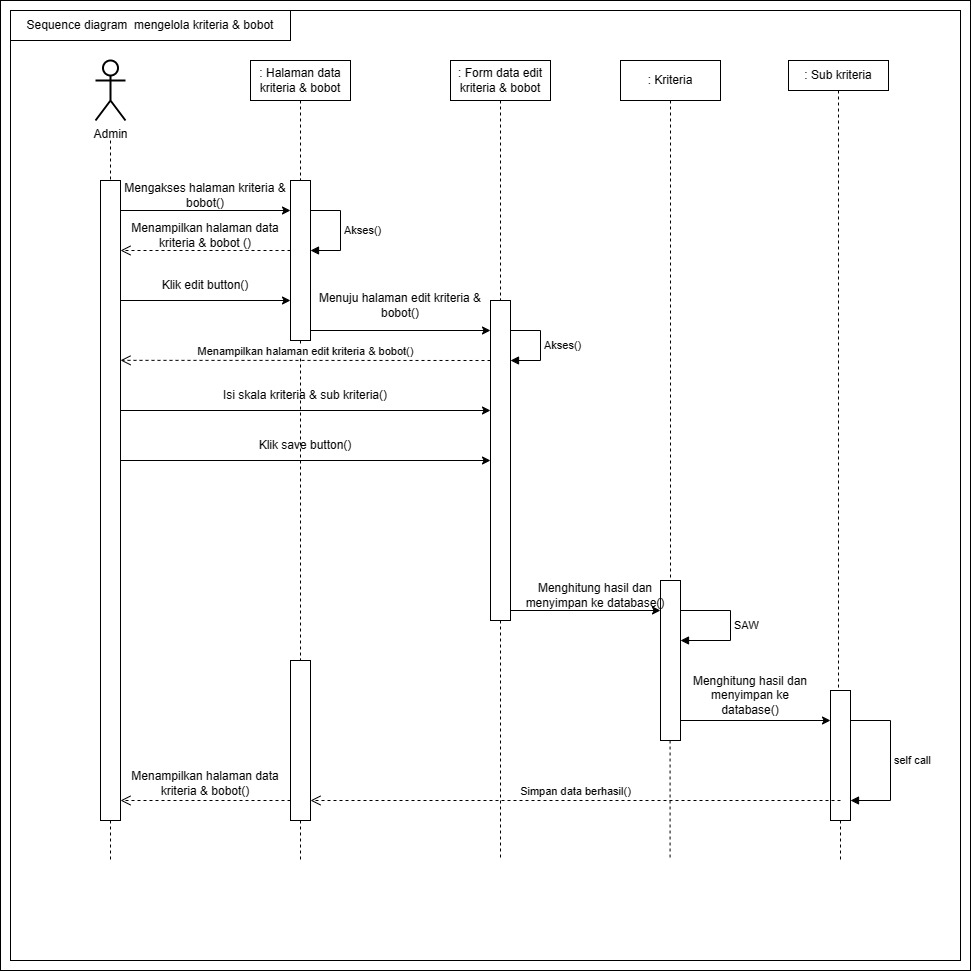 Sequence diagram  mengelola kriteria & bobot
Admin
: Halaman data
kriteria & bobot
: Form data edit
kriteria & bobot
: Kriteria
: Sub kriteria
Mengakses halaman kriteria &
bobot()
Akses()
Menampilkan halaman data
kriteria & bobot ()
Klik edit button()
Menuju halaman edit kriteria &
bobot()
Akses()
Menampilkan halaman edit kriteria & bobot()
Isi skala kriteria & sub kriteria()
Klik save button()
Menghitung hasil dan
menyimpan ke database()
SAW
Menghitung hasil dan
menyimpan ke
database()
self call
Simpan data berhasil()
Menampilkan halaman data
kriteria & bobot()